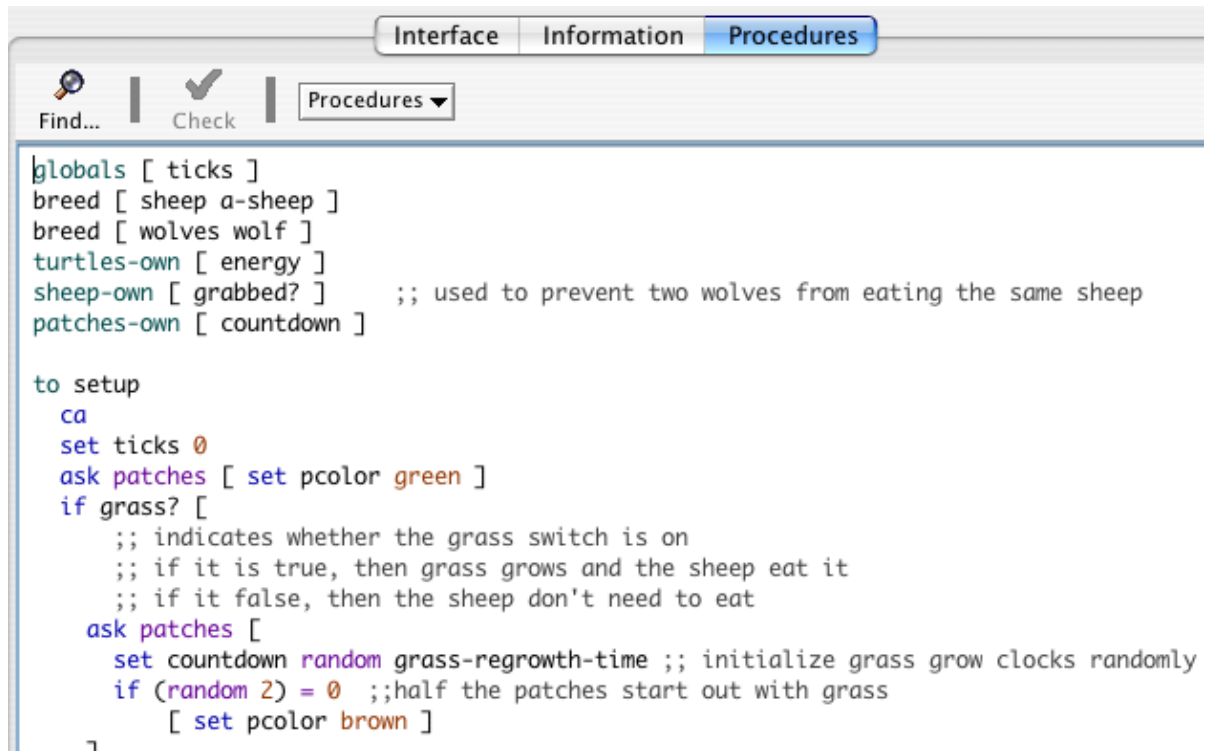 Interface Information Procedures
Find... Check Procedures
globals [ ticks ]
breed [ sheep a-sheep ]
breed [ wolves wolf ]
turtles-own [ energy ]
sheep-own [ grabbed? ]      ;; used to prevent two wolves from eating the same sheep
patches-own [ countdown ]

to setup
  ca
  set ticks 0
  ask patches [ set pcolor green ]
  if grass? [
      ;; indicates whether the grass switch is on
      ;; if it is true, then grass grows and the sheep eat it
      ;; if it false, then the sheep don't need to eat
    ask patches [
      set countdown random grass-regrowth-time ;; initialize grass grow clocks randomly
      if (random 2) = 0  ;;half the patches start out with grass
          [ set pcolor brown ]
    ]